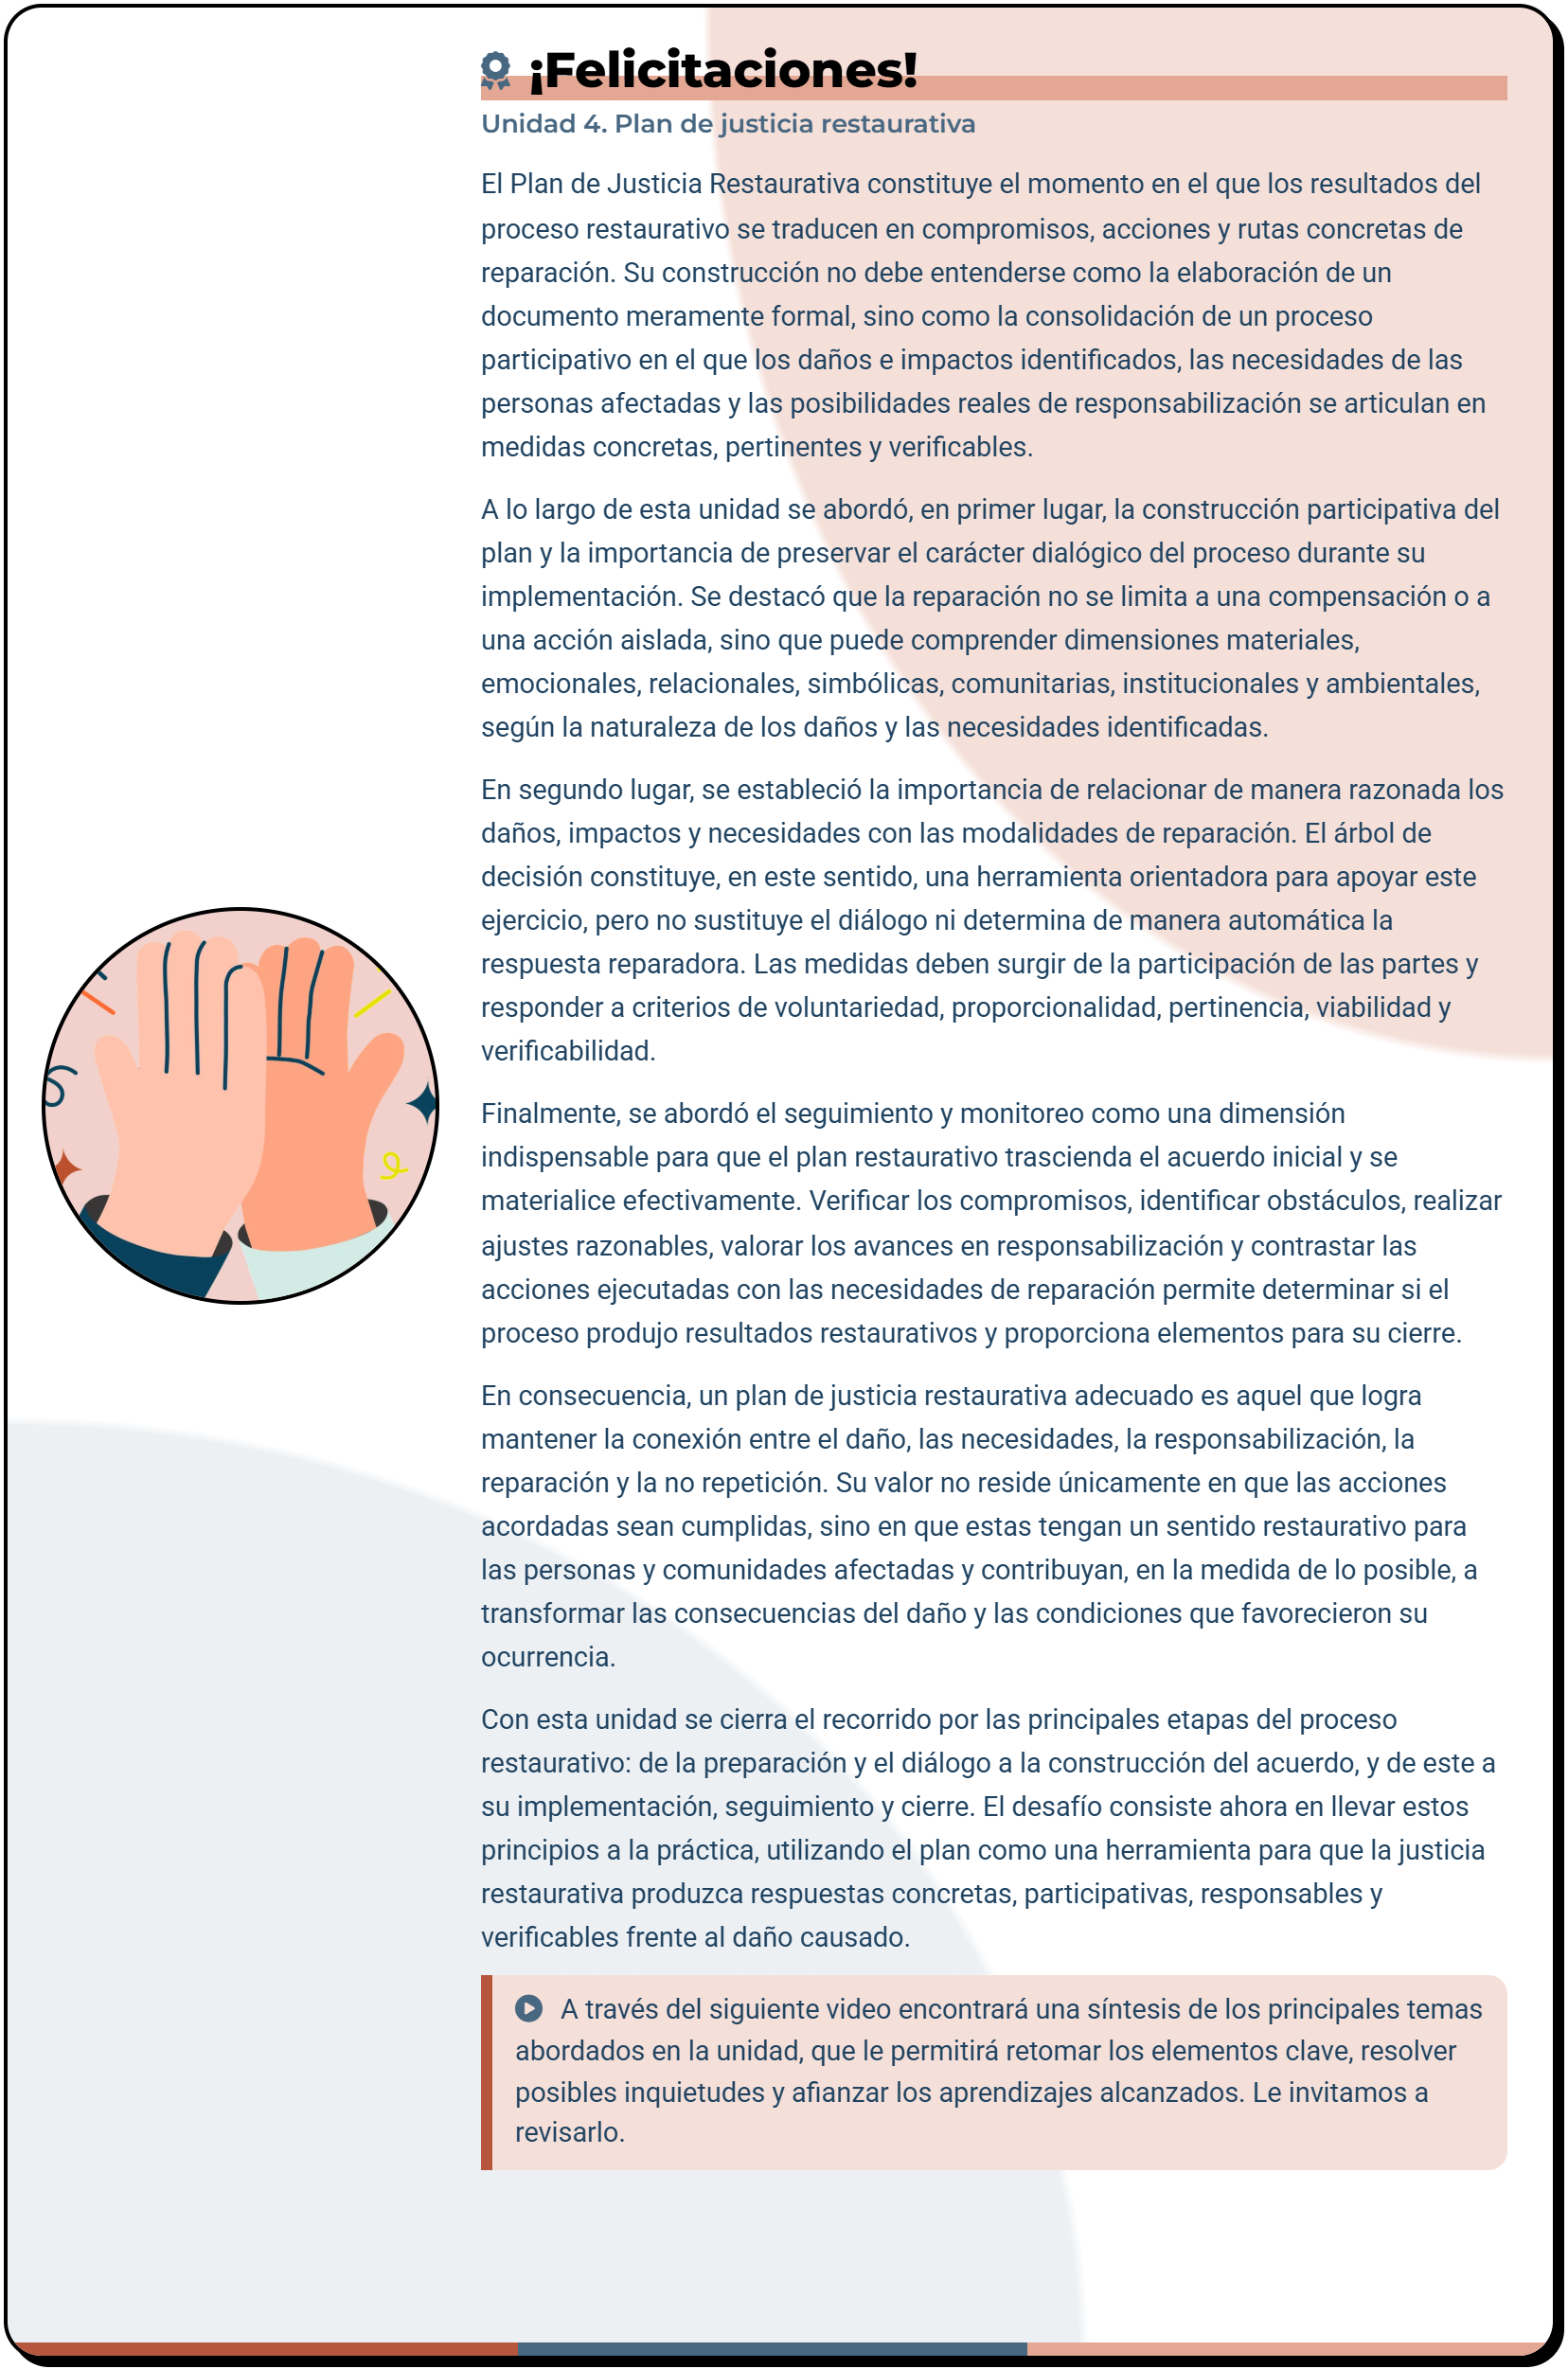 ¡Felicitaciones!
Unidad 4. Plan de justicia restaurativa
El Plan de Justicia Restaurativa constituye el momento en el que los resultados del
proceso restaurativo se traducen en compromisos, acciones y rutas concretas de
reparación. Su construcción no debe entenderse como la elaboración de un
documento meramente formal, sino como la consolidación de un proceso
participativo en el que los daños e impactos identificados, las necesidades de las
personas afectadas y las posibilidades reales de responsabilización se articulan en
medidas concretas, pertinentes y verificables.
A lo largo de esta unidad se abordó, en primer lugar, la construcción participativa del
plan y la importancia de preservar el carácter dialógico del proceso durante su
implementación. Se destacó que la reparación no se limita a una compensación o a
una acción aislada, sino que puede comprender dimensiones materiales,
emocionales, relacionales, simbólicas, comunitarias, institucionales y ambientales,
según la naturaleza de los daños y las necesidades identificadas.
En segundo lugar, se estableció la importancia de relacionar de manera razonada los
daños, impactos y necesidades con las modalidades de reparación. El árbol de
decisión constituye, en este sentido, una herramienta orientadora para apoyar este
ejercicio, pero no sustituye el diálogo ni determina de manera automática la
respuesta reparadora. Las medidas deben surgir de la participación de las partes y
responder a criterios de voluntariedad, proporcionalidad, pertinencia, viabilidad y
verificabilidad.
Finalmente, se abordó el seguimiento y monitoreo como una dimensión
indispensable para que el plan restaurativo trascienda el acuerdo inicial y se
materialice efectivamente. Verificar los compromisos, identificar obstáculos, realizar
ajustes razonables, valorar los avances en responsabilización y contrastar las
acciones ejecutadas con las necesidades de reparación permite determinar si el
proceso produjo resultados restaurativos y proporciona elementos para su cierre.
En consecuencia, un plan de justicia restaurativa adecuado es aquel que logra
mantener la conexión entre el daño, las necesidades, la responsabilización, la
reparación y la no repetición. Su valor no reside únicamente en que las acciones
acordadas sean cumplidas, sino en que estas tengan un sentido restaurativo para
las personas y comunidades afectadas y contribuyan, en la medida de lo posible, a
transformar las consecuencias del daño y las condiciones que favorecieron su
ocurrencia.
Con esta unidad se cierra el recorrido por las principales etapas del proceso
restaurativo: de la preparación y el diálogo a la construcción del acuerdo, y de este a
su implementación, seguimiento y cierre. El desafío consiste ahora en llevar estos
principios a la práctica, utilizando el plan como una herramienta para que la justicia
restaurativa produzca respuestas concretas, participativas, responsables y
verificables frente al daño causado.
A través del siguiente video encontrará una síntesis de los principales temas
abordados en la unidad, que le permitirá retomar los elementos clave, resolver
posibles inquietudes y afianzar los aprendizajes alcanzados. Le invitamos a
revisarlo.